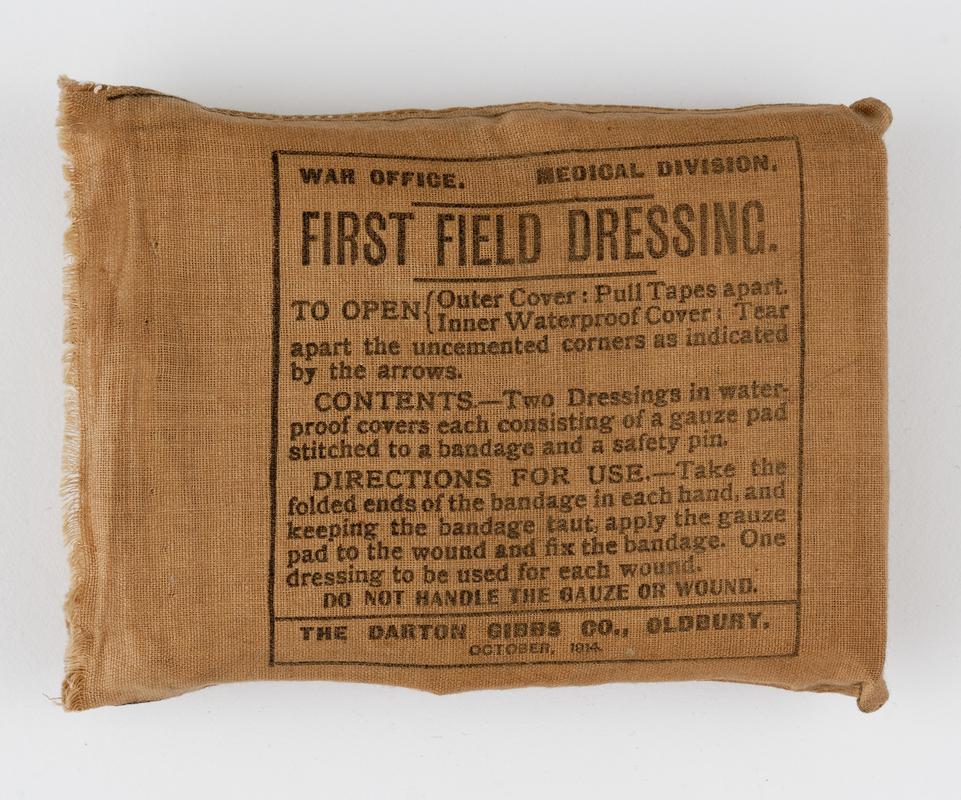 WAR OFFICE. MEDICAL DIVISION.
FIRST FIELD DRESSING.
TO OPEN { Outer Cover : Pull Tapes apart.
Inner Waterproof Cover : Tear
apart the uncemented corners as indicated
by the arrows.
CONTENTS.—Two Dressings in water-
proof covers each consisting of a gauze pad
stitched to a bandage and a safety pin.
DIRECTIONS FOR USE.—Take the
folded ends of the bandage in each hand, and
keeping the bandage taut, apply the gauze
pad to the wound and fix the bandage. One
dressing to be used for each wound.
DO NOT HANDLE THE GAUZE OR WOUND.
THE DARTON GIBBS CO., OLDBURY.
OCTOBER, 1914.